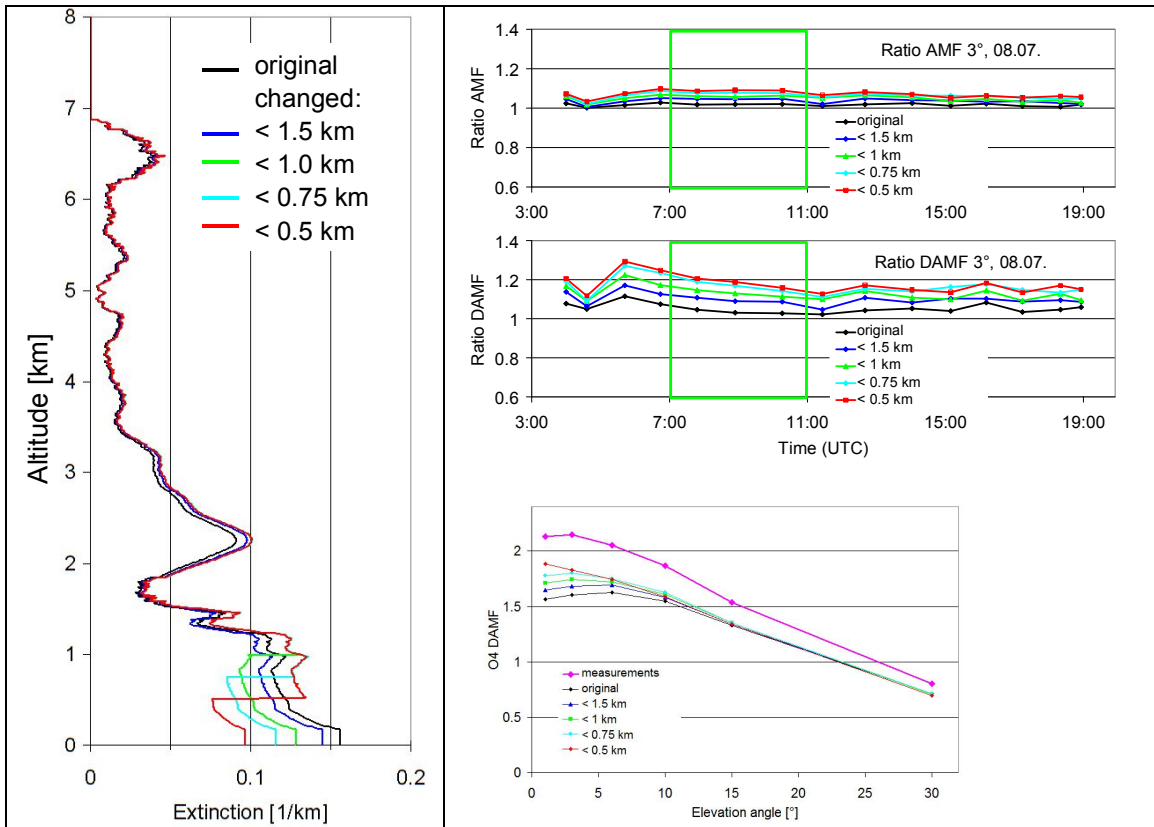 8
7
6
5
4
3
2
1
0
Altitude [km]
original
changed:
< 1.5 km
< 1.0 km
< 0.75 km
< 0.5 km
0
0.1
0.2
Extinction [1/km]
1.4
1.2
1
0.8
0.6
Ratio AMF
Ratio AMF 3°, 08.07.
original
< 1.5 km
< 1 km
< 0.75 km
< 0.5 km
3:00
7:00
11:00
15:00
19:00
1.4
1.2
1
0.8
0.6
Ratio DAMF
Ratio DAMF 3°, 08.07.
original
< 1.5 km
< 1 km
< 0.75 km
< 0.5 km
3:00
7:00
11:00
15:00
19:00
Time (UTC)
2
1.5
1
0.5
0
O4 DAMF
measurements
original
< 1.5 km
< 1 km
< 0.75 km
< 0.5 km
0
5
10
15
20
25
30
Elevation angle [°]